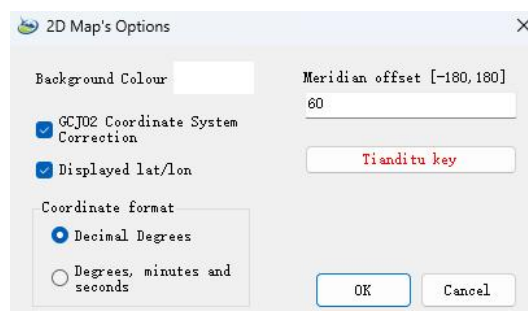 2D Map's Options
Background Colour
Meridian offset [-180,180]
60
GCJ02 Coordinate System
Correction
Tianditu key
Displayed lat/lon
Coordinate format
Decimal Degrees
Degrees, minutes and
seconds
OK
Cancel